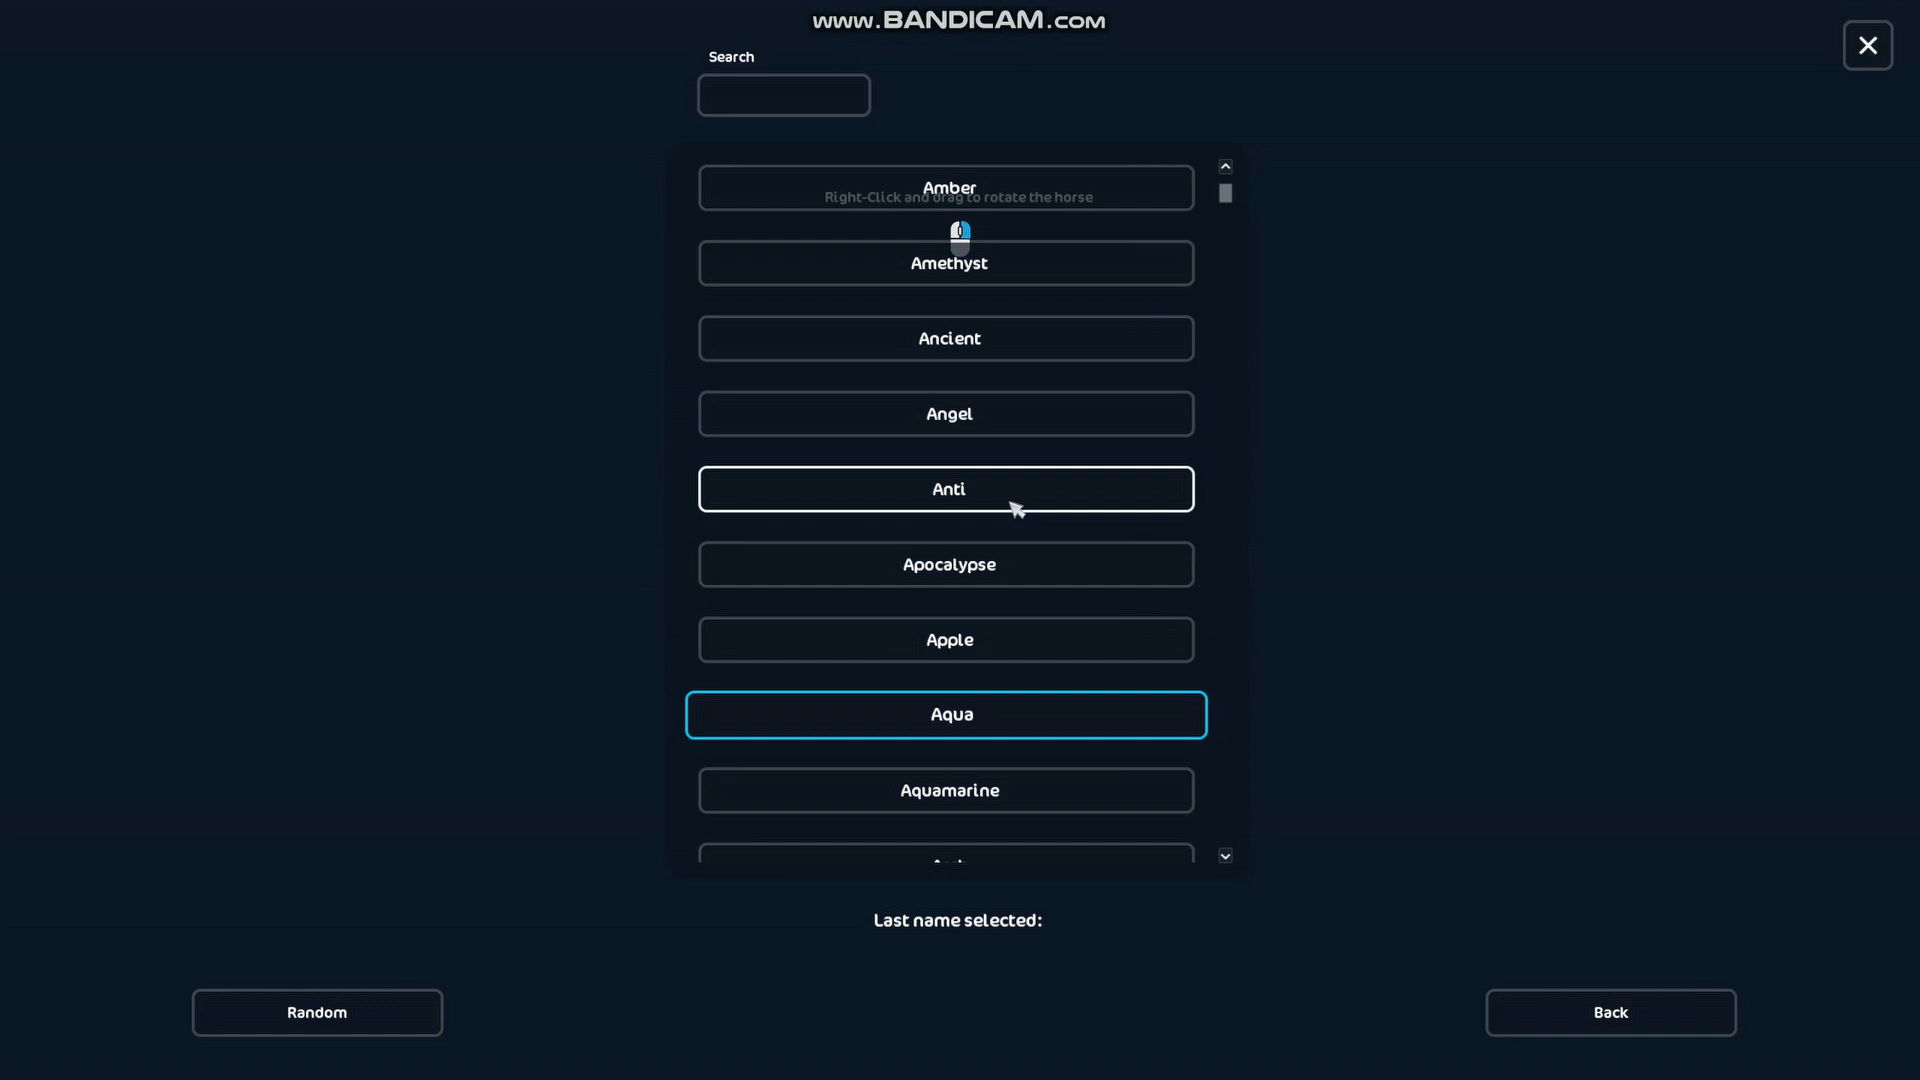 www.BANDICAM.com
Search
Amber
Right-Click and drag to rotate the horse
Amethyst
Ancient
Angel
Anti
Apocalypse
Apple
Aqua
Aquamarine
Last name selected:
Random
Back